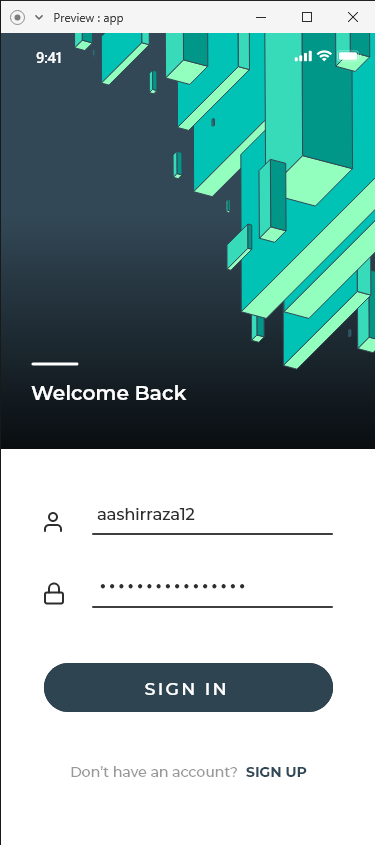 Preview : app
9:41
Welcome Back
aashirraza12
••••••••••••••••
SIGN IN
Don't have an account? SIGN UP